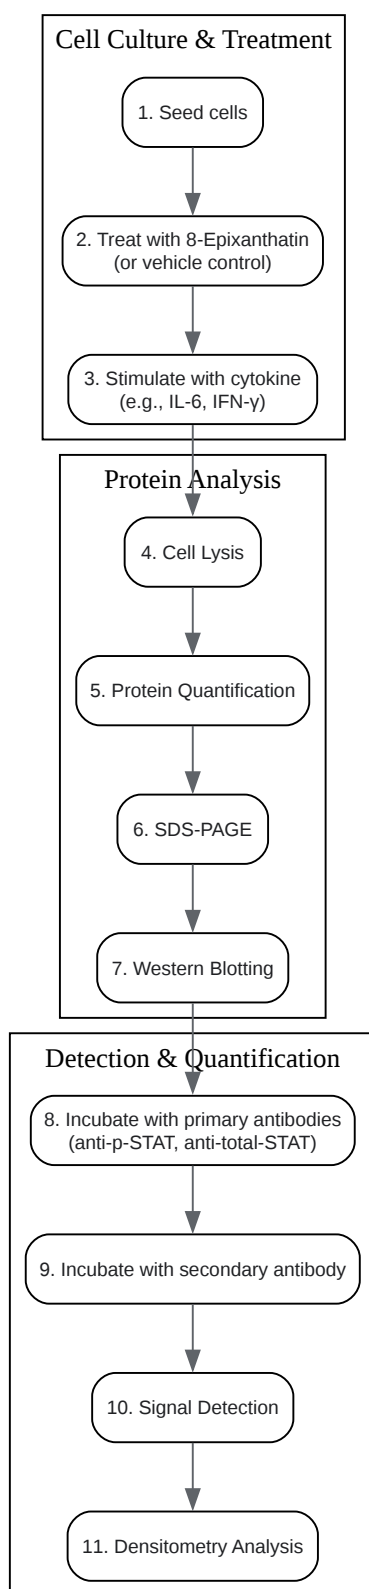 Cell Culture & Treatment
1. Seed cells
2. Treat with 8-Epixanthatin
(or vehicle control)
3. Stimulate with cytokine
(e.g., IL-6, IFN-γ)
Protein Analysis
4. Cell Lysis
5. Protein Quantification
6. SDS-PAGE
7. Western Blotting
Detection & Quantification
8. Incubate with primary antibodies
(anti-p-STAT, anti-total-STAT)
9. Incubate with secondary antibody
10. Signal Detection
11. Densitometry Analysis